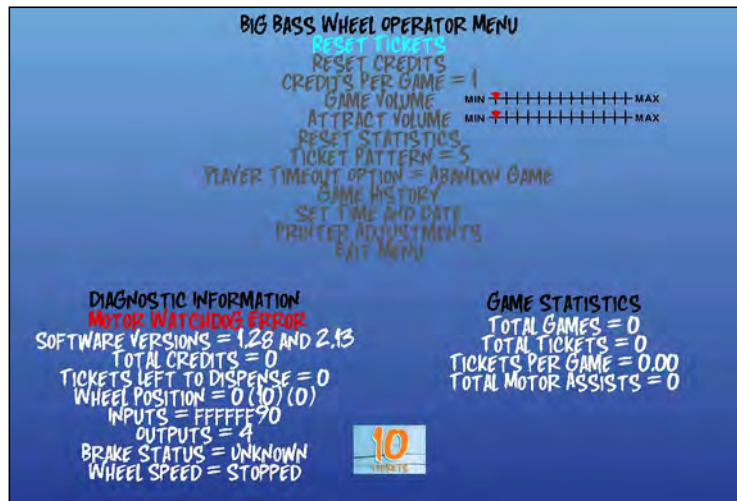 BIG BASS WHEEL OPERATOR MENU
RESET TICKETS
RESET CREDITS
CREDITS PER GAME = 1
GAME VOLUME MIN MAX
ATTRACT VOLUME MIN MAX
RESET STATISTICS
TICKET PATTERN = 5
PLAYER TIMEOUT OPTION = ABANDON GAME
GAME HISTORY
SET TIME AND DATE
PRINTER ADJUSTMENTS
EXIT MENU
DIAGNOSTIC INFORMATION
MOTOR WATCHDOG ERROR
SOFTWARE VERSIONS = 1.28 AND 2.13
TOTAL CREDITS = 0
TICKETS LEFT TO DISPENSE = 0
WHEEL POSITION = 0 (10) (0)
INPUTS = FFFFFF90
OUTPUTS = 4
BRAKE STATUS = UNKNOWN
WHEEL SPEED = STOPPED
GAME STATISTICS
TOTAL GAMES = 0
TOTAL TICKETS = 0
TICKETS PER GAME = 0.00
TOTAL MOTOR ASSISTS = 0
10
TICKETS